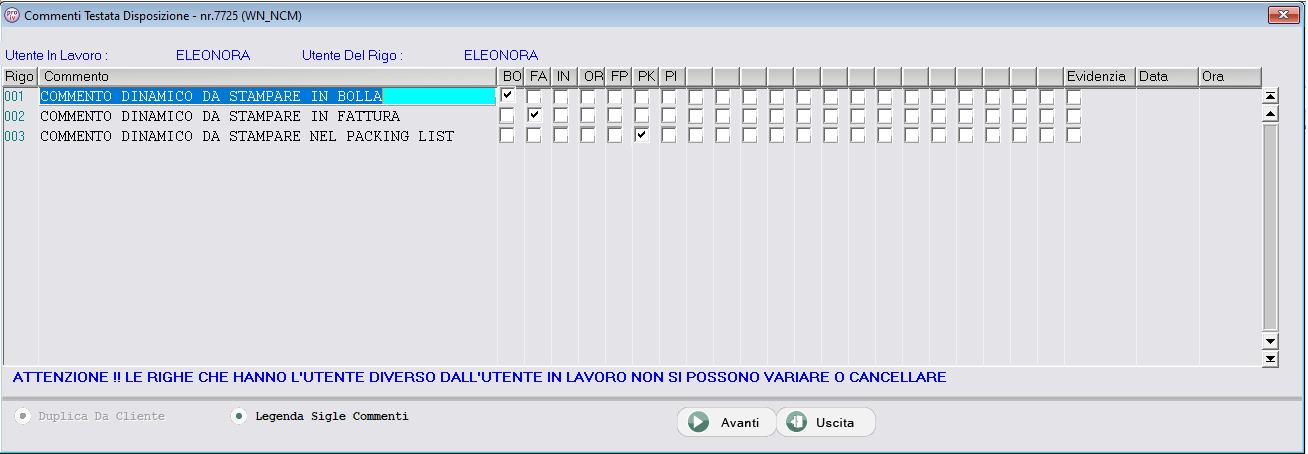 Commenti Testata Disposizione - nr.7725 (WN_NCM)
Utente In Lavoro : ELEONORA Utente Del Rigo : ELEONORA
Rigo Commento BO FA IN OR FP PK PI Evidenzia Data Ora
001 COMMENTO DINAMICO DA STAMPARE IN BOLLA
002 COMMENTO DINAMICO DA STAMPARE IN FATTURA
003 COMMENTO DINAMICO DA STAMPARE NEL PACKING LIST
ATTENZIONE !! LE RIGHE CHE HANNO L'UTENTE DIVERSO DALL'UTENTE IN LAVORO NON SI POSSONO VARIARE O CANCELLARE
Duplica Da Cliente Legenda Sigle Commenti Avanti Uscita